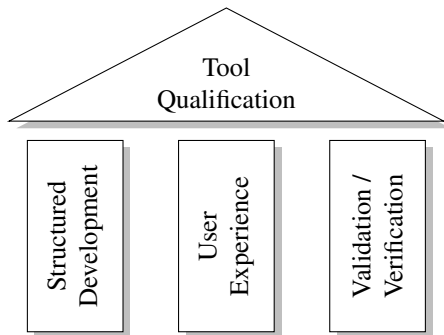 Tool
Qualification
Structured
Development
User
Experience
Validation /
Verification